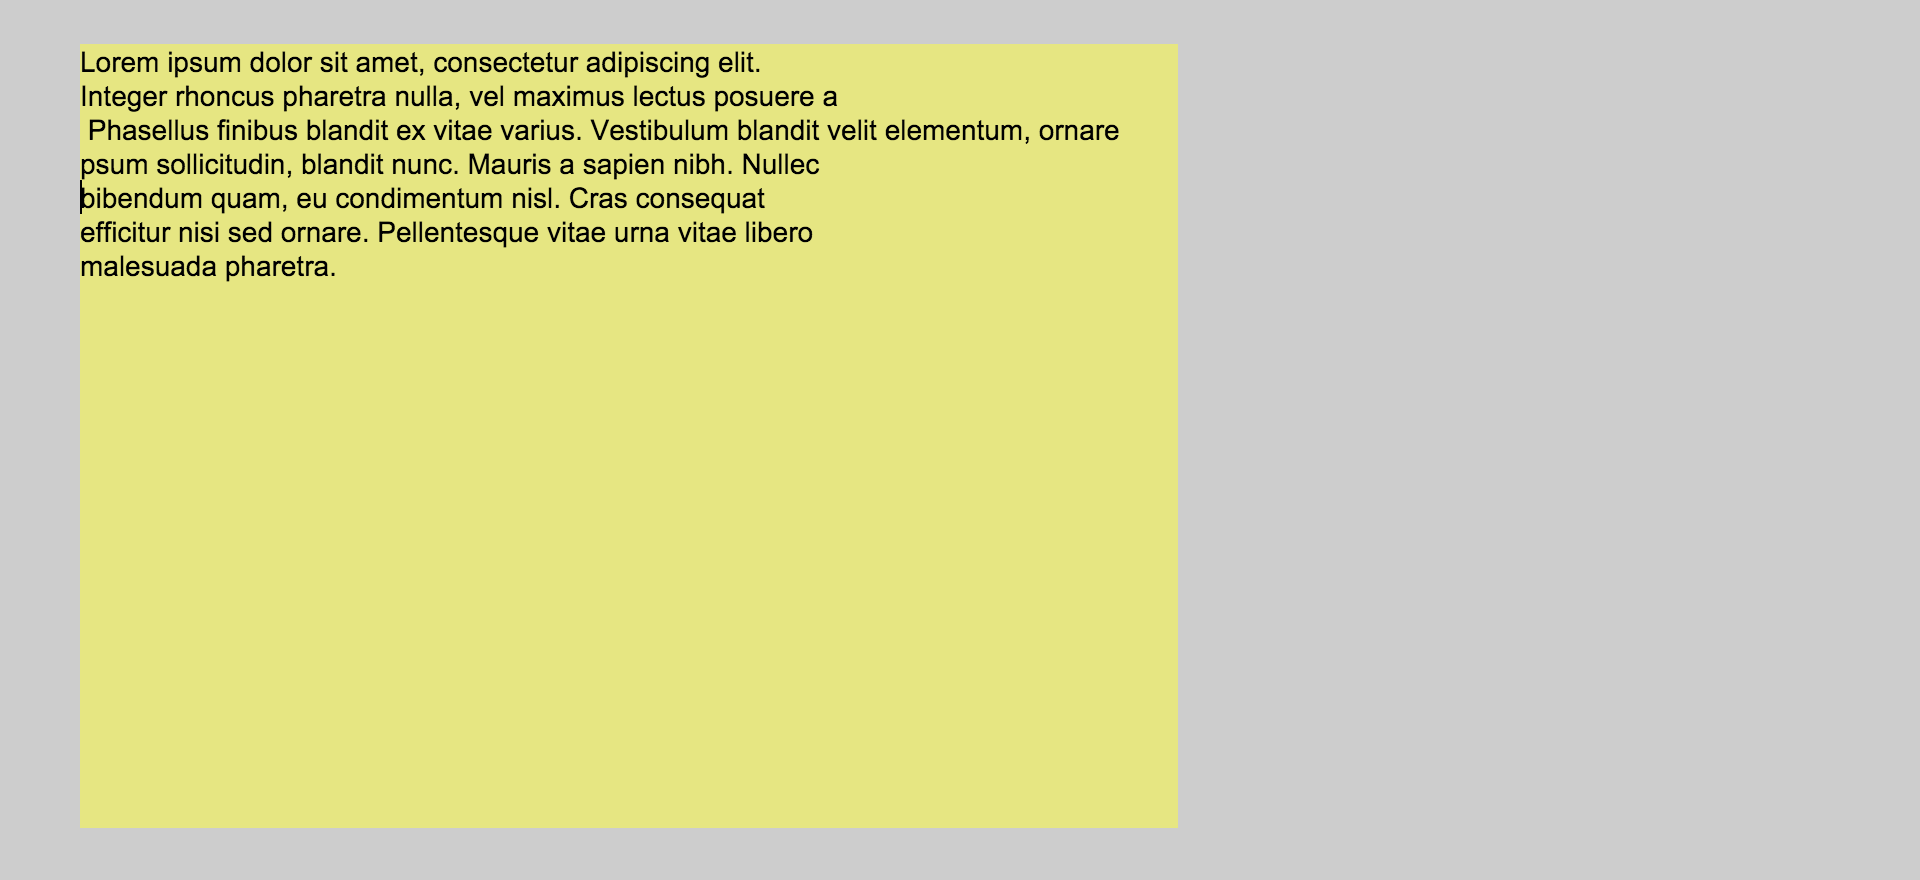 Lorem ipsum dolor sit amet, consectetur adipiscing elit.
Integer rhoncus pharetra nulla, vel maximus lectus posuere a
 Phasellus finibus blandit ex vitae varius. Vestibulum blandit velit elementum, ornare
psum sollicitudin, blandit nunc. Mauris a sapien nibh. Nullec
bibendum quam, eu condimentum nisl. Cras consequat
efficitur nisi sed ornare. Pellentesque vitae urna vitae libero
malesuada pharetra.